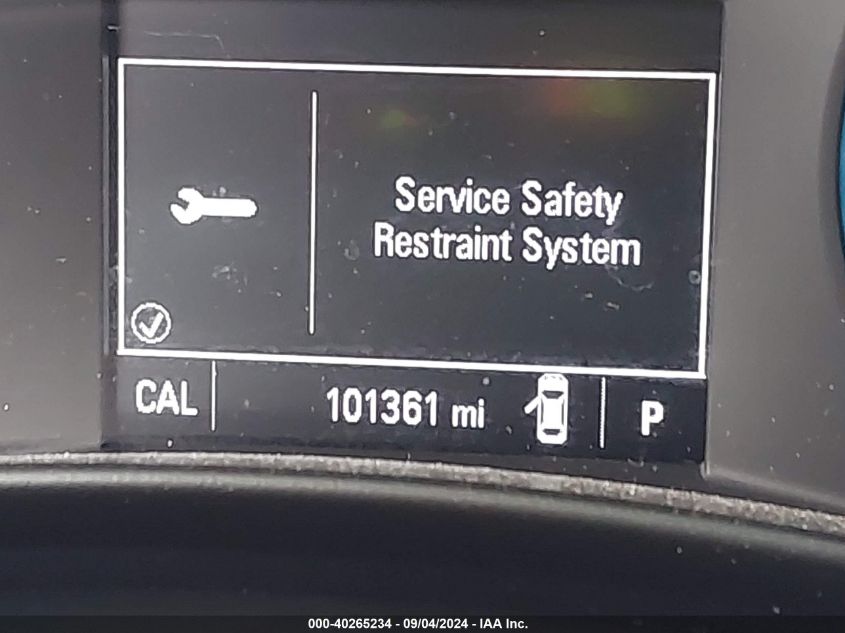 Service Safety
Restraint System
CAL 101361 mi P
000-40265234 - 09/04/2024 - IAA Inc.